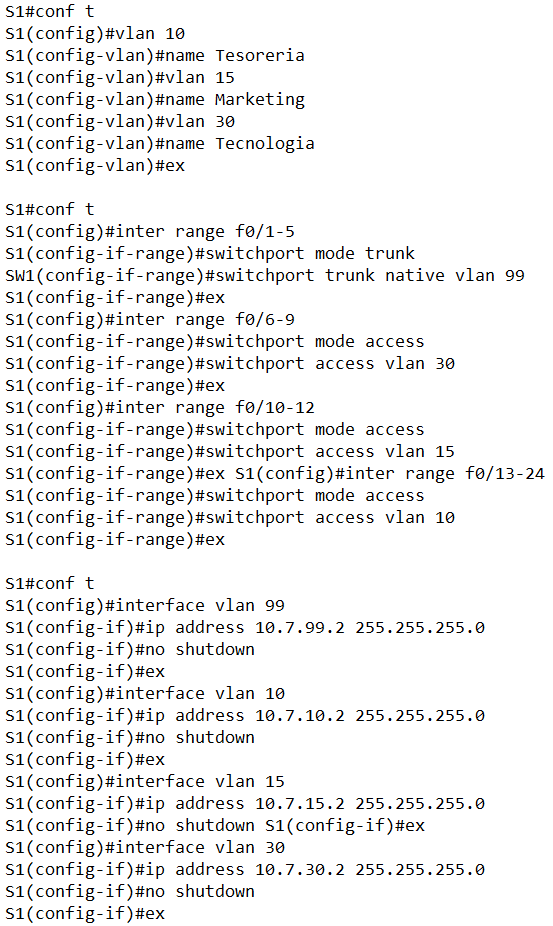 S1#conf t
S1(config)#vlan 10
S1(config-vlan)#name Tesoreria
S1(config-vlan)#vlan 15
S1(config-vlan)#name Marketing
S1(config-vlan)#vlan 30
S1(config-vlan)#name Tecnologia
S1(config-vlan)#ex
S1#conf t
S1(config)#inter range f0/1-5
S1(config-if-range)#switchport mode trunk
SW1(config-if-range)#switchport trunk native vlan 99
S1(config-if-range)#ex
S1(config)#inter range f0/6-9
S1(config-if-range)#switchport mode access
S1(config-if-range)#switchport access vlan 30
S1(config-if-range)#ex
S1(config)#inter range f0/10-12
S1(config-if-range)#switchport mode access
S1(config-if-range)#switchport access vlan 15
S1(config-if-range)#ex S1(config)#inter range f0/13-24
S1(config-if-range)#switchport mode access
S1(config-if-range)#switchport access vlan 10
S1(config-if-range)#ex
S1#conf t
S1(config)#interface vlan 99
S1(config-if)#ip address 10.7.99.2 255.255.255.0
S1(config-if)#no shutdown
S1(config-if)#ex
S1(config)#interface vlan 10
S1(config-if)#ip address 10.7.10.2 255.255.255.0
S1(config-if)#no shutdown
S1(config-if)#ex
S1(config)#interface vlan 15
S1(config-if)#ip address 10.7.15.2 255.255.255.0
S1(config-if)#no shutdown S1(config-if)#ex
S1(config)#interface vlan 30
S1(config-if)#ip address 10.7.30.2 255.255.255.0
S1(config-if)#no shutdown
S1(config-if)#ex